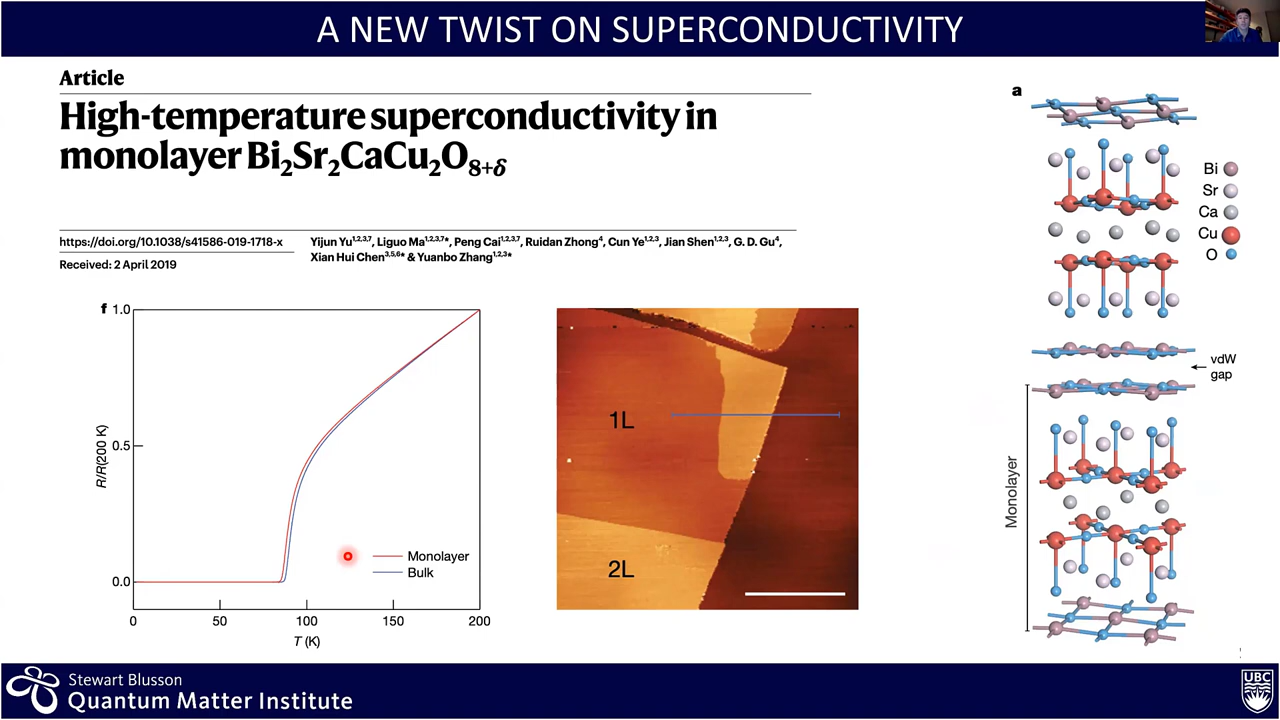 A NEW TWIST ON SUPERCONDUCTIVITY
Article
High-temperature superconductivity in
monolayer Bi₂Sr₂CaCu₂O₈₊δ
https://doi.org/10.1038/s41586-019-1718-x
Received: 2 April 2019
Yijun Yu¹,²,³,⁷, Liguo Ma¹,²,³,⁷*, Peng Cai¹,²,³,⁷, Ruidan Zhong⁴, Cun Ye¹,²,³, Jian Shen¹,²,³, G. D. Gu⁴,
Xian Hui Chen³,⁵,⁶* & Yuanbo Zhang¹,²,³*
f
1.0
0.5
0.0
R/R(200 K)
Monolayer
Bulk
0 50 100 150 200
T (K)
1L
2L
a
Bi
Sr
Ca
Cu
O
vdW
gap
Monolayer
Stewart Blusson
Quantum Matter Institute
UBC